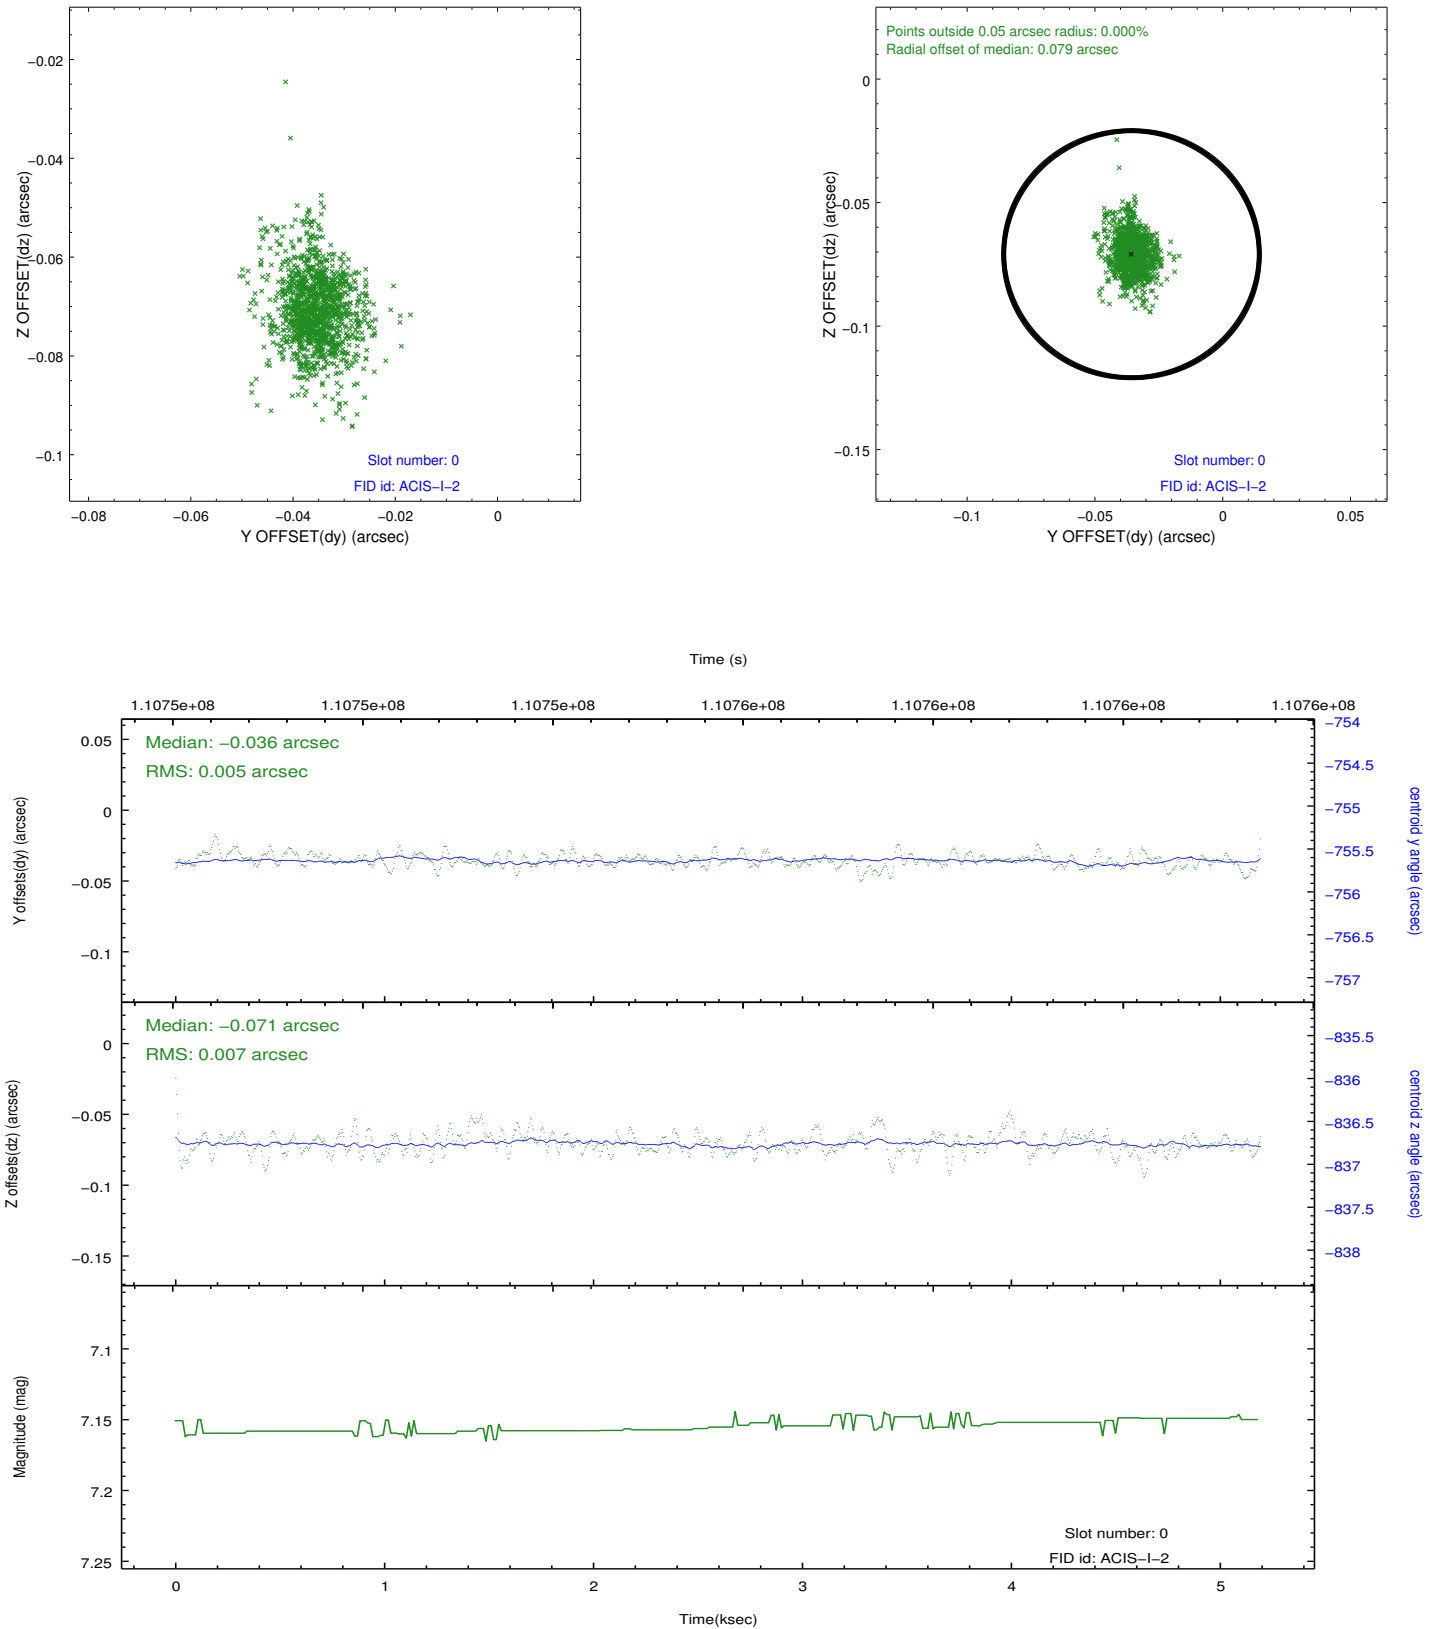 −0.02
−0.04
−0.06
−0.08
−0.1
Z OFFSET(dz) (arcsec)
Slot number: 0
FID id: ACIS−I−2
−0.08
−0.06
−0.04
−0.02
0
Y OFFSET(dy) (arcsec)
Points outside 0.05 arcsec radius: 0.000%
Radial offset of median: 0.079 arcsec
0
−0.05
−0.1
−0.15
Z OFFSET(dz) (arcsec)
Slot number: 0
FID id: ACIS−I−2
−0.1
−0.05
0
0.05
Y OFFSET(dy) (arcsec)
Time (s)
1.1075e+08
1.1075e+08
1.1075e+08
1.1076e+08
1.1076e+08
1.1076e+08
1.1076e+08
Median: −0.036 arcsec
RMS: 0.005 arcsec
0.05
0
−0.05
−0.1
Y offsets(dy) (arcsec)
−754
−754.5
−755
−755.5
−756
−756.5
−757
centroid y angle (arcsec)
Median: −0.071 arcsec
RMS: 0.007 arcsec
0
−0.05
−0.1
−0.15
Z offsets(dz) (arcsec)
−835.5
−836
−836.5
−837
−837.5
−838
centroid z angle (arcsec)
7.1
7.15
7.2
7.25
Magnitude (mag)
Slot number: 0
FID id: ACIS−I−2
0
1
2
3
4
5
Time(ksec)